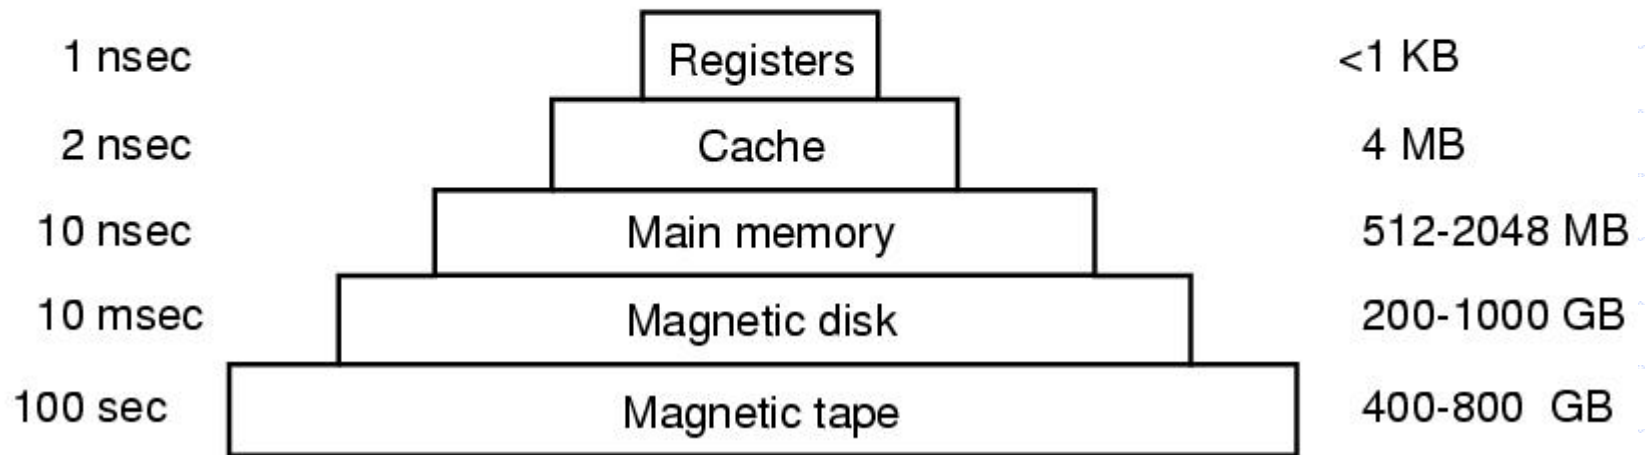 1 nsec Registers <1 KB
2 nsec Cache 4 MB
10 nsec Main memory 512-2048 MB
10 msec Magnetic disk 200-1000 GB
100 sec Magnetic tape 400-800 GB